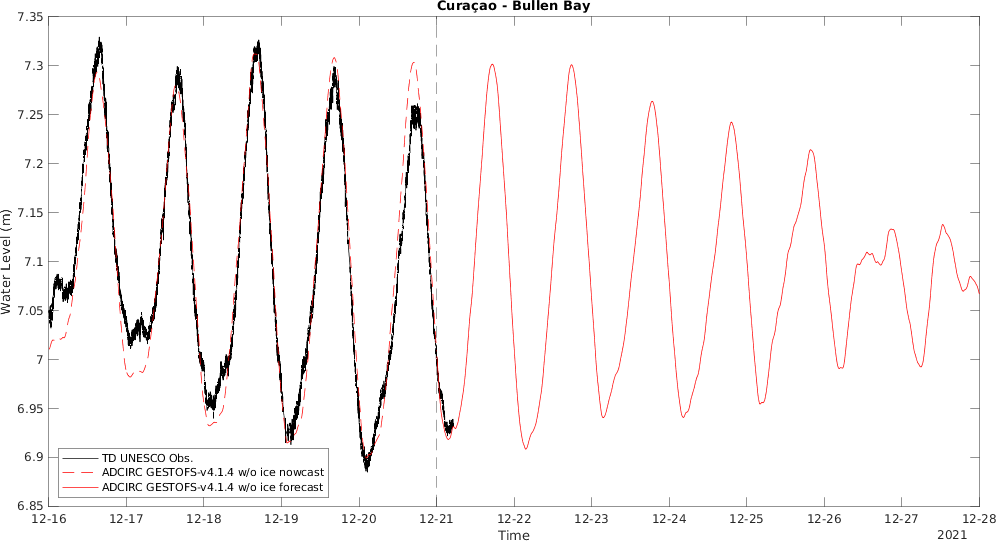 Curaçao - Bullen Bay
7.35
7.3
7.25
7.2
7.15
7.1
7.05
7
6.95
6.9
6.85
Water Level (m)
TD UNESCO Obs.
ADCIRC GESTOFS-v4.1.4 w/o ice nowcast
ADCIRC GESTOFS-v4.1.4 w/o ice forecast
12-16 12-17 12-18 12-19 12-20 12-21 12-22 12-23 12-24 12-25 12-26 12-27 12-28
Time
2021